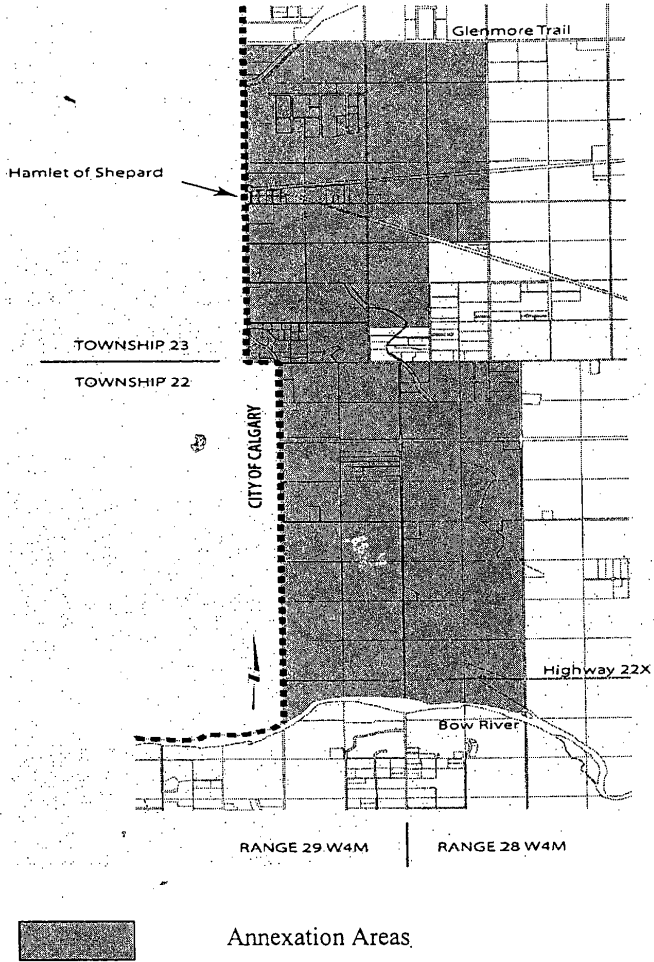 Glenmore Trail
Hamlet of Shepard
TOWNSHIP 23
TOWNSHIP 22
CITY OF CALGARY
Highway 22X
Bow River
RANGE 29 W4M
RANGE 28 W4M
Annexation Areas